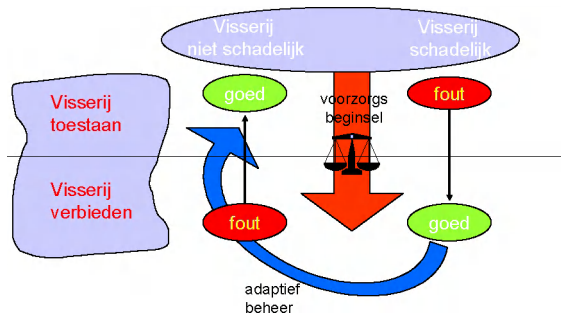 Visserij
niet schadelijk
Visserij
schadelijk
Visserij
toestaan
goed
voorzorgs
beginsel
fout
Visserij
verbieden
fout
goed
adaptief
beheer